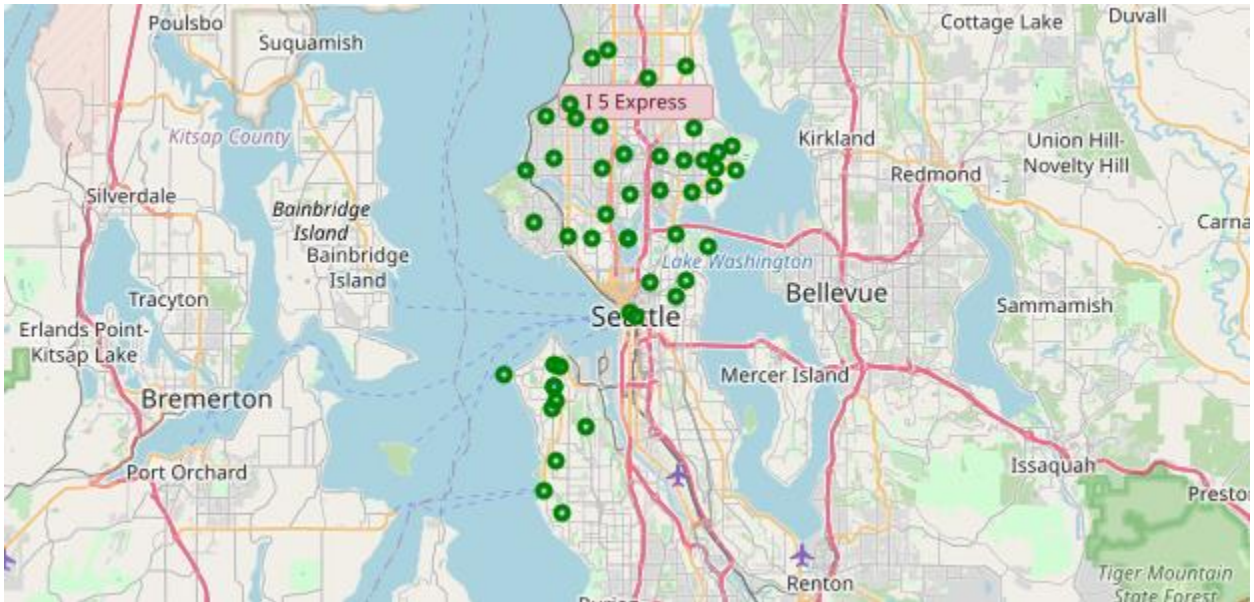 Poulsbo
Suquamish
Cottage Lake
Duvall
I 5 Express
Kitsap County
Kirkland
Union Hill-
Novelty Hill
Redmond
Silverdale
Bainbridge
Island
Bainbridge
Island
Lake Washington
Carna
Tracyton
Bellevue
Sammamish
Erlands Point-
Kitsap Lake
Seattle
Mercer Island
Bremerton
Port Orchard
Issaquah
Presto
Renton
Tiger Mountain
State Forest